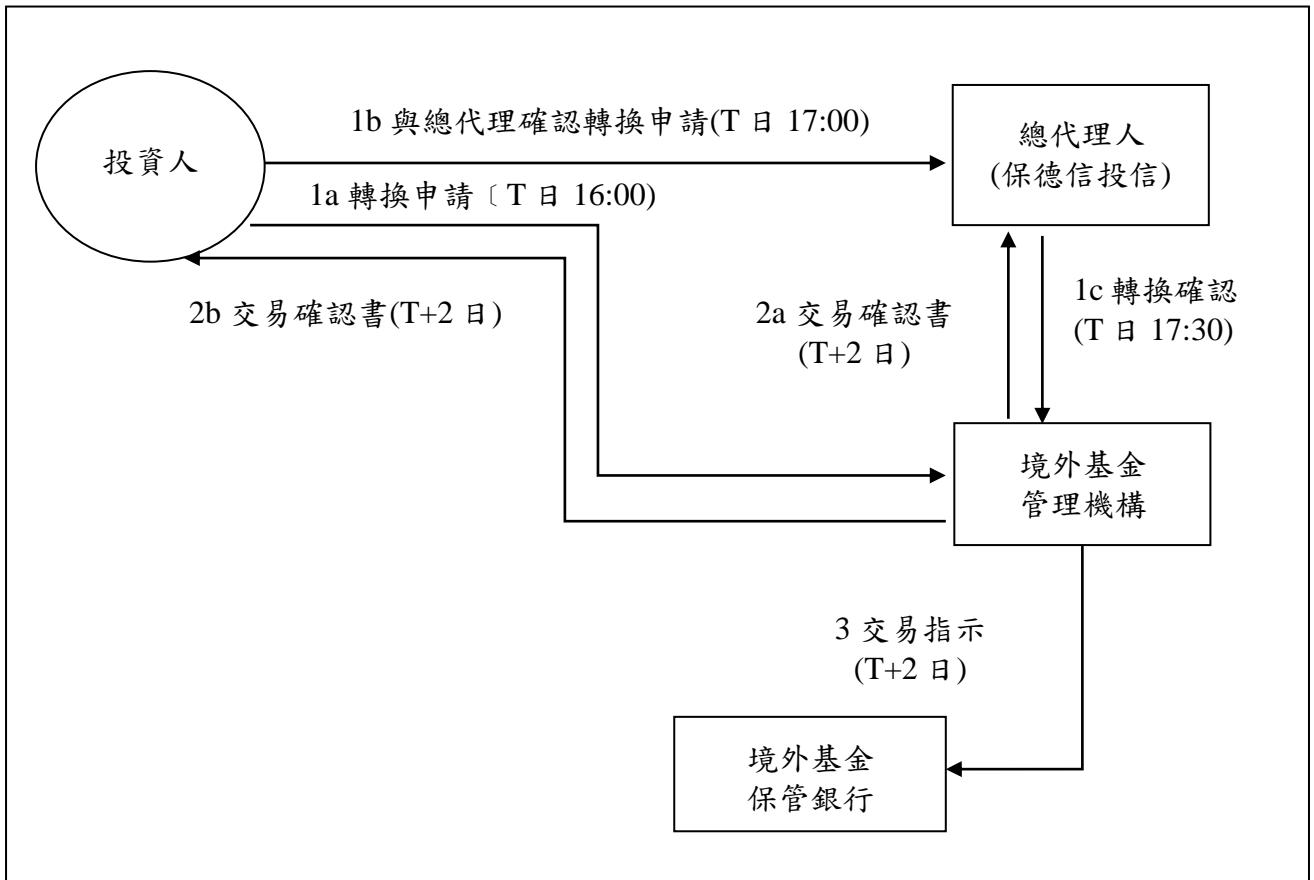 投資人
1b 與總代理確認轉換申請(T 日 17:00)
總代理人
(保德信投信)
1a 轉換申請〔T 日 16:00)
2b 交易確認書(T+2 日)
2a 交易確認書
(T+2 日)
1c 轉換確認
(T 日 17:30)
境外基金
管理機構
3 交易指示
(T+2 日)
境外基金
保管銀行